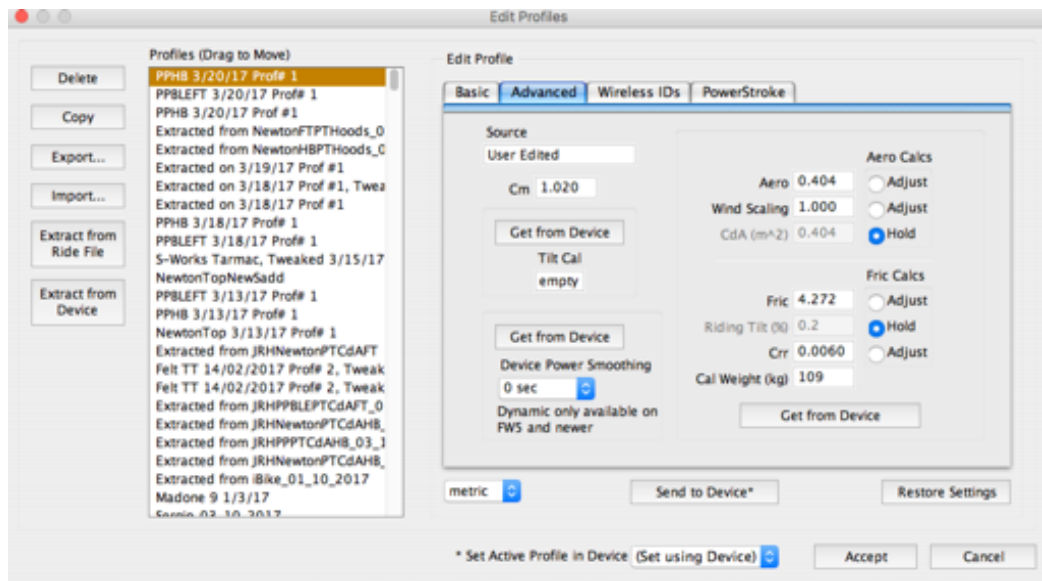 Edit Profiles
Delete
Copy
Export...
Import...
Extract from
Ride File
Extract from
Device
Profiles (Drag to Move)
PPHB 3/20/17 Prof# 1
PPBLEFT 3/20/17 Prof# 1
PPHB 3/20/17 Prof #1
Extracted from NewtonFTPTHoods_0
Extracted from NewtonHBPTHoods_0
Extracted on 3/19/17 Prof #1
Extracted on 3/18/17 Prof #1, Twea
Extracted on 3/18/17 Prof #1
PPHB 3/18/17 Prof# 1
PPBLEFT 3/18/17 Prof# 1
S-Works Tarmac, Tweaked 3/15/17
NewtonTopNewSadd
PPBLEFT 3/13/17 Prof# 1
PPHB 3/13/17 Prof# 1
NewtonTop 3/13/17 Prof# 1
Extracted from JRHNewtonPTCdAFT
Felt TT 14/02/2017 Prof# 2, Tweak
Felt TT 14/02/2017 Prof# 2, Tweak
Extracted from JRHPPBLEPTCdAFT_0
Extracted from JRHNewtonPTCdAHB_
Extracted from JRHPPPTCdAHB_03_1
Extracted from JRHNewtonPTCdAHB_
Extracted from iBike_01_10_2017
Madone 9 1/3/17
Sergio 03_10_2017
Edit Profile
Basic Advanced Wireless IDs PowerStroke
Source
User Edited
Cm 1.020
Get from Device
Tilt Cal
empty
Get from Device
Device Power Smoothing
0 sec
Dynamic only available on
FW5 and newer
Aero Calcs
Aero 0.404 Adjust
Wind Scaling 1.000 Adjust
CdA (m^2) 0.404 Hold
Fric Calcs
Fric 4.272 Adjust
Riding Tilt (%) 0.2 Hold
Crr 0.0060 Adjust
Cal Weight (kg) 109
Get from Device
metric Send to Device* Restore Settings
* Set Active Profile in Device (Set using Device) Accept Cancel